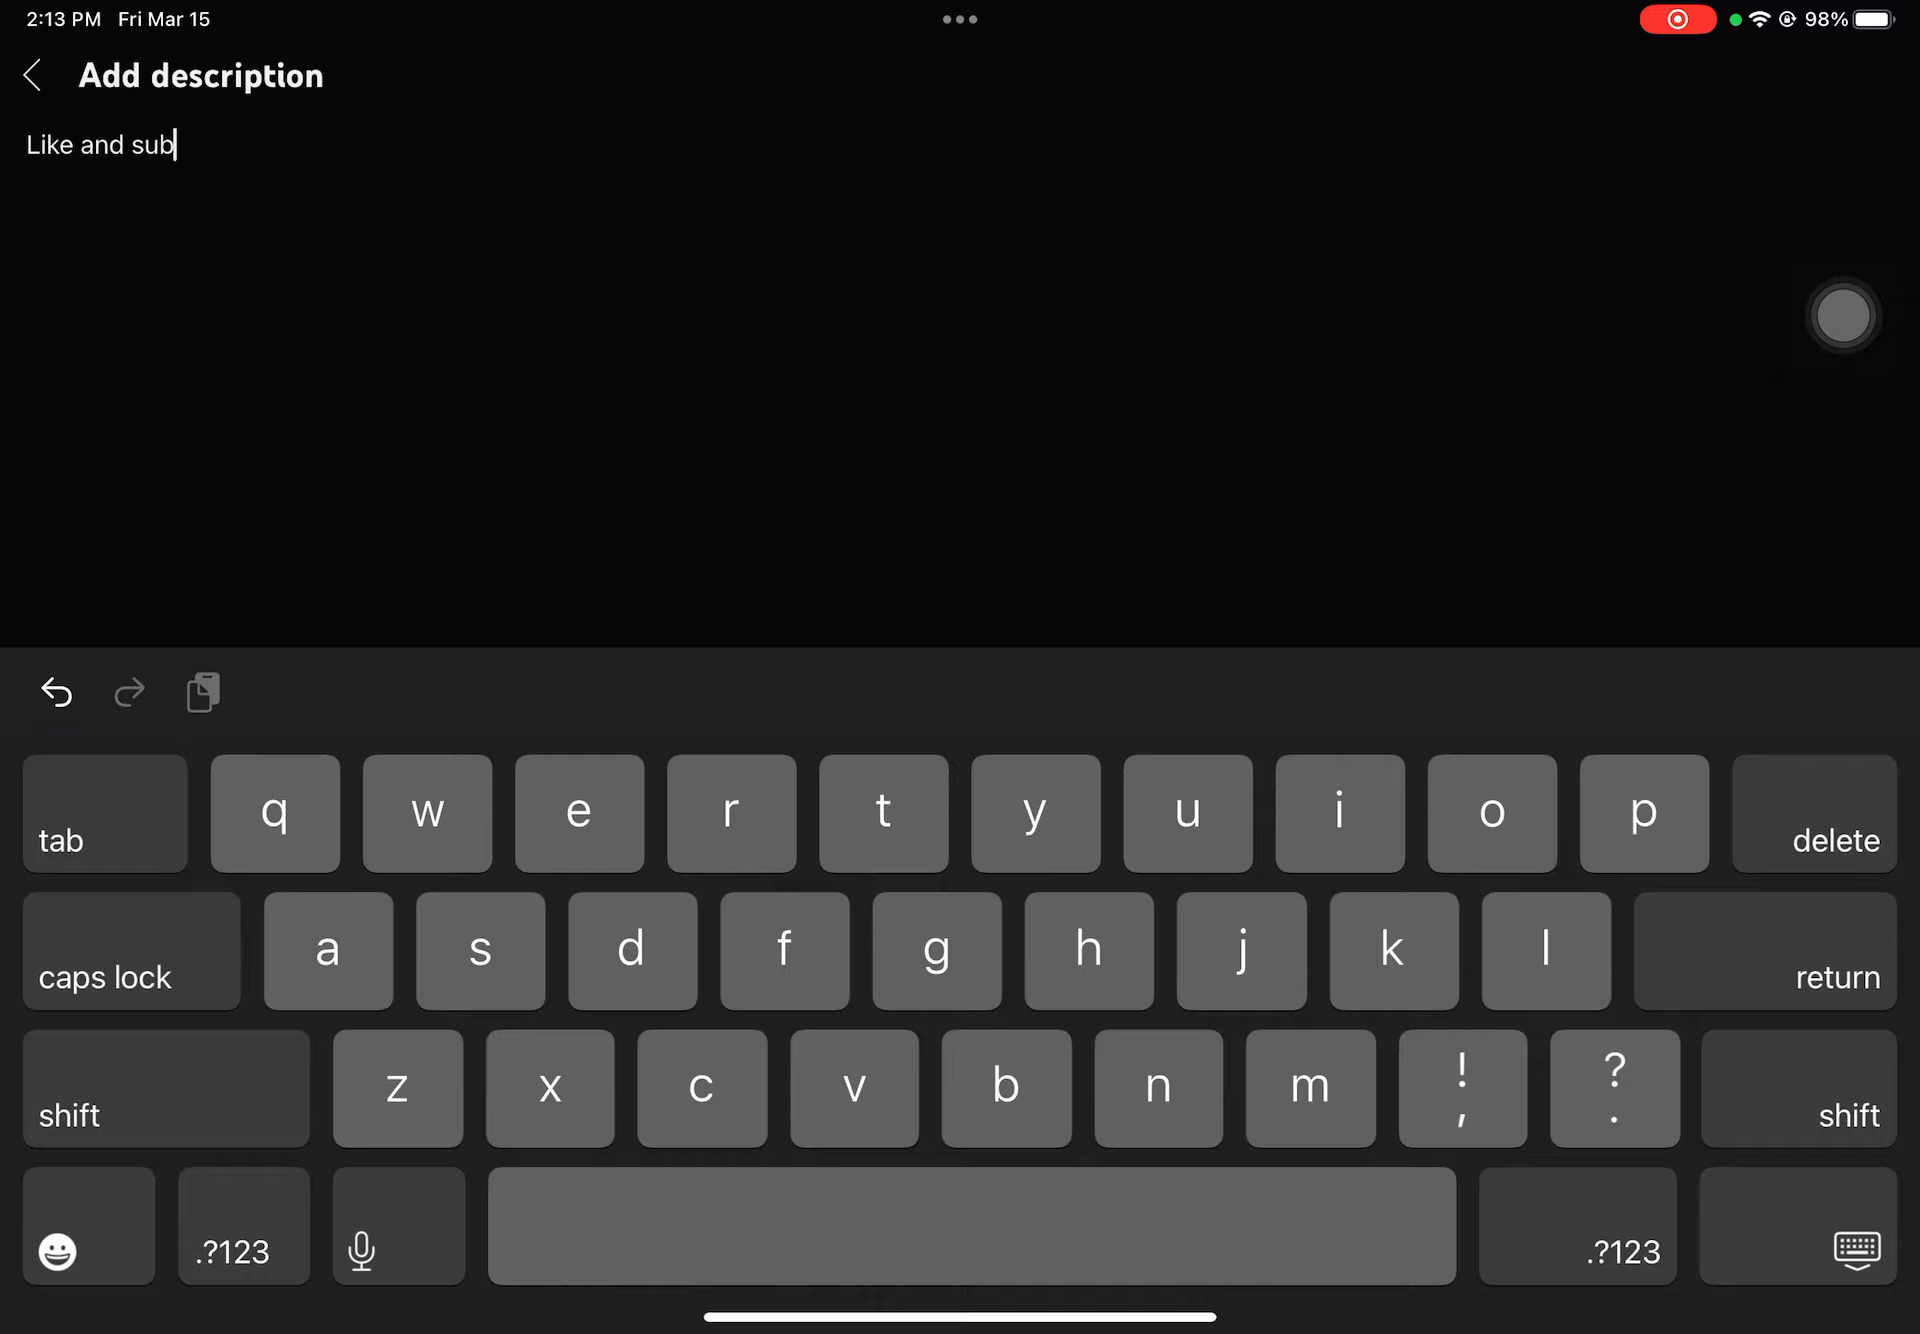 2:13 PM Fri Mar 15
98%
Add description
Like and sub
tab q w e r t y u i o p delete
caps lock a s d f g h j k l return
shift z x c v b n m ! , ? . shift
.?123 .?123